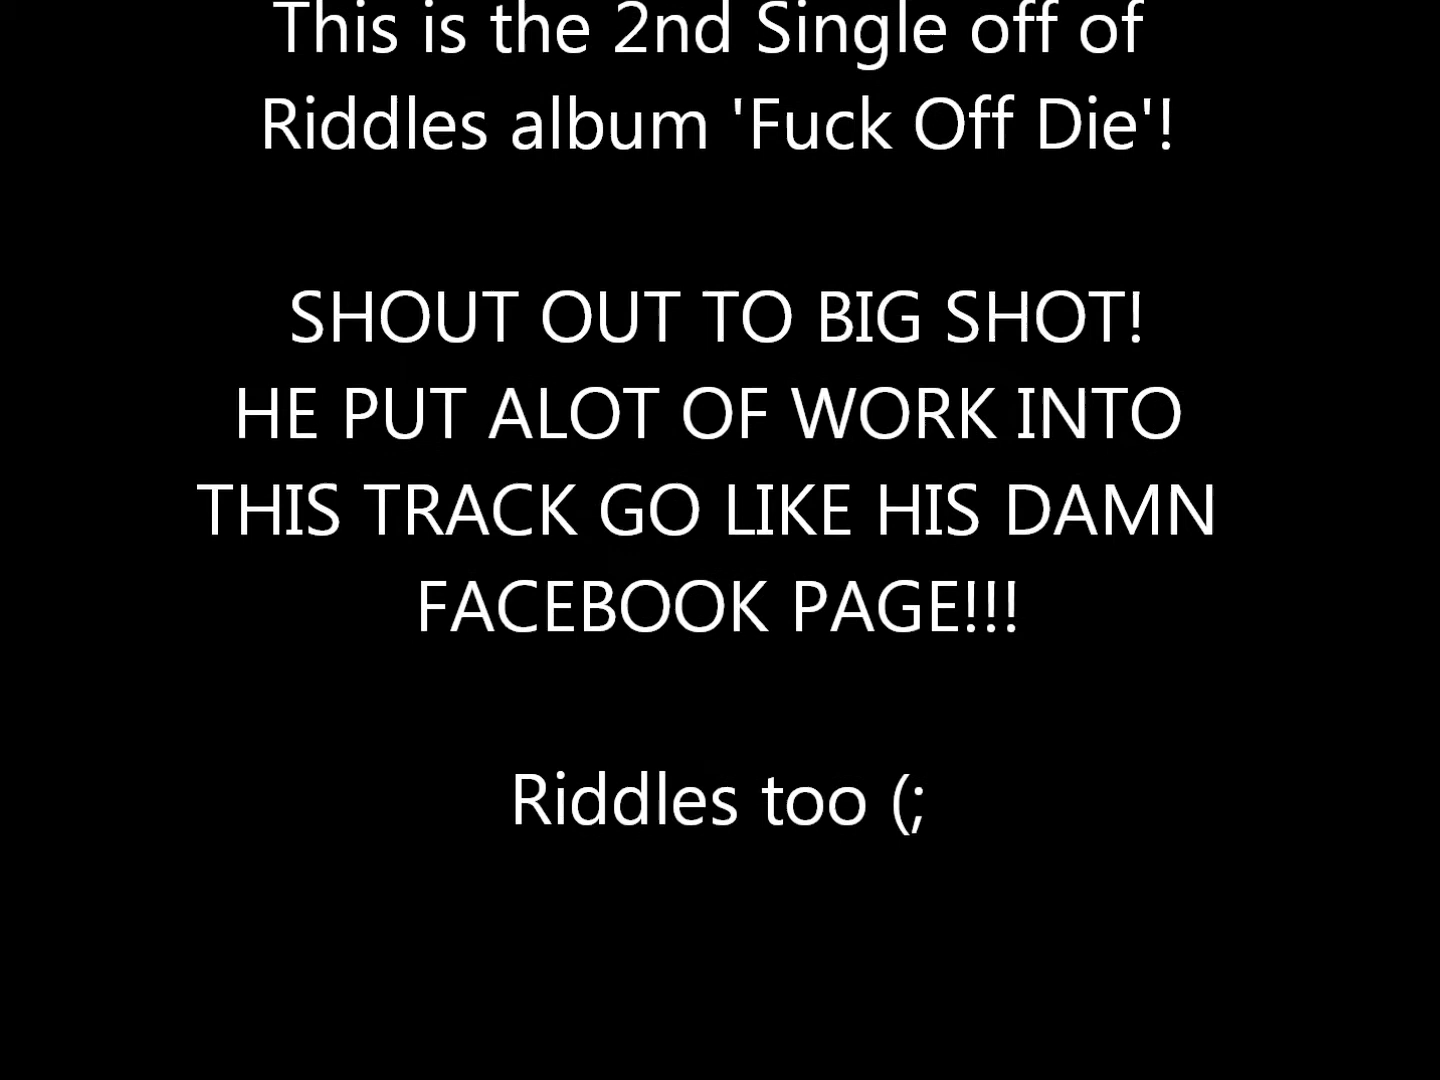 This is the 2nd Single off of
Riddles album 'Fuck Off Die'!
SHOUT OUT TO BIG SHOT!
HE PUT ALOT OF WORK INTO
THIS TRACK GO LIKE HIS DAMN
FACEBOOK PAGE!!!
Riddles too (;